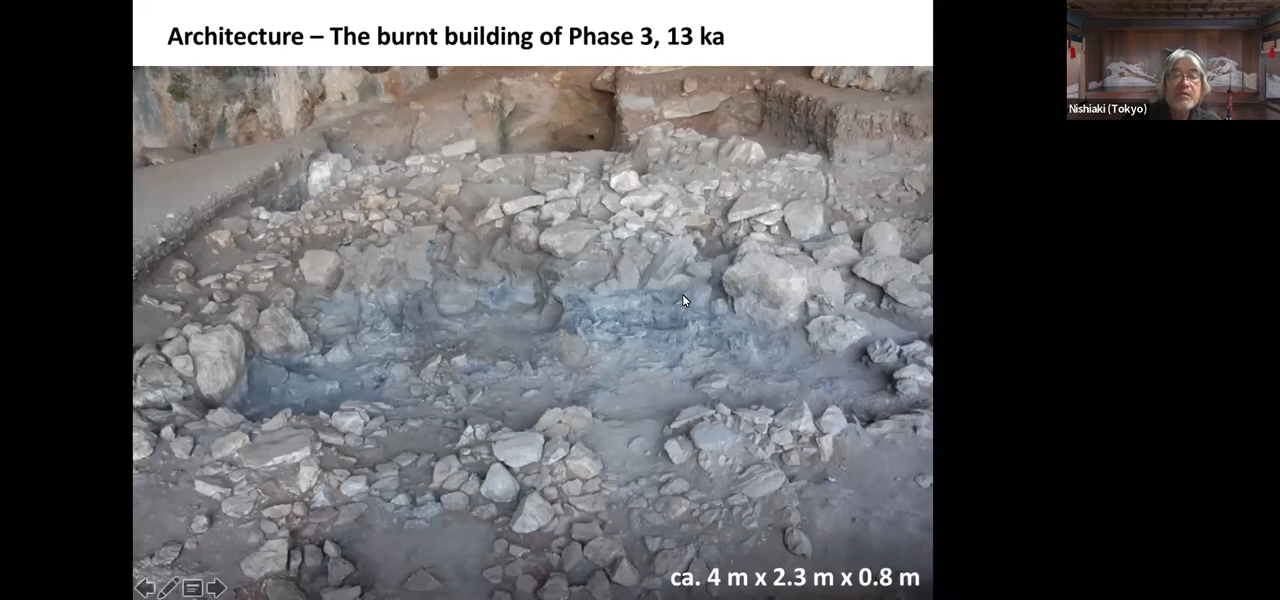 Architecture – The burnt building of Phase 3, 13 ka
Nishiaki (Tokyo)
ca. 4 m x 2.3 m x 0.8 m